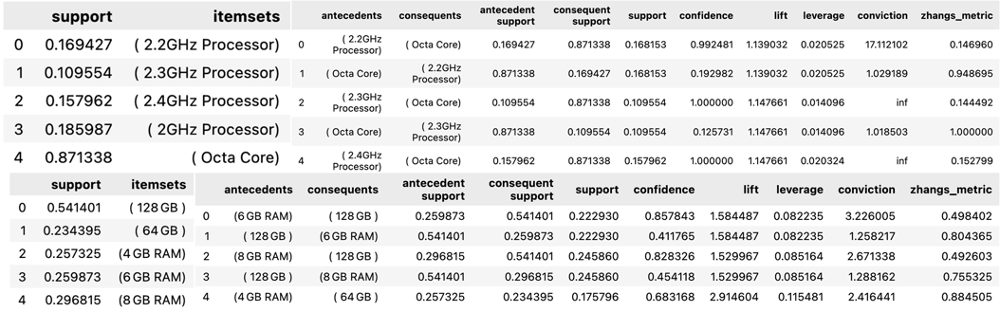 support itemsets
0 0.169427 ( 2.2GHz Processor)
1 0.109554 ( 2.3GHz Processor)
2 0.157962 ( 2.4GHz Processor)
3 0.185987 ( 2GHz Processor)
4 0.871338 ( Octa Core)
antecedents consequents antecedent support consequent support support confidence lift leverage conviction zhangs_metric
0 ( 2.2GHz Processor) ( Octa Core) 0.169427 0.871338 0.168153 0.992481 1.139032 0.020525 17.112102 0.146960
1 ( Octa Core) ( 2.2GHz Processor) 0.871338 0.169427 0.168153 0.192982 1.139032 0.020525 1.029189 0.948695
2 ( 2.3GHz Processor) ( Octa Core) 0.109554 0.871338 0.109554 1.000000 1.147661 0.014096 inf 0.144492
3 ( Octa Core) ( 2.3GHz Processor) 0.871338 0.109554 0.109554 0.125731 1.147661 0.014096 1.018503 1.000000
4 ( 2.4GHz Processor) ( Octa Core) 0.157962 0.871338 0.157962 1.000000 1.147661 0.020324 inf 0.152799
support itemsets
0 0.541401 ( 128 GB )
1 0.234395 ( 64 GB )
2 0.257325 (4 GB RAM)
3 0.259873 (6 GB RAM)
4 0.296815 (8 GB RAM)
antecedents consequents antecedent support consequent support support confidence lift leverage conviction zhangs_metric
0 (6 GB RAM) ( 128 GB ) 0.259873 0.541401 0.222930 0.857843 1.584487 0.082235 3.226005 0.498402
1 ( 128 GB ) (6 GB RAM) 0.541401 0.259873 0.222930 0.411765 1.584487 0.082235 1.258217 0.804365
2 (8 GB RAM) ( 128 GB ) 0.296815 0.541401 0.245860 0.828326 1.529967 0.085164 2.671338 0.492603
3 ( 128 GB ) (8 GB RAM) 0.541401 0.296815 0.245860 0.454118 1.529967 0.085164 1.288162 0.755325
4 (4 GB RAM) ( 64 GB ) 0.257325 0.234395 0.175796 0.683168 2.914604 0.115481 2.416441 0.884505